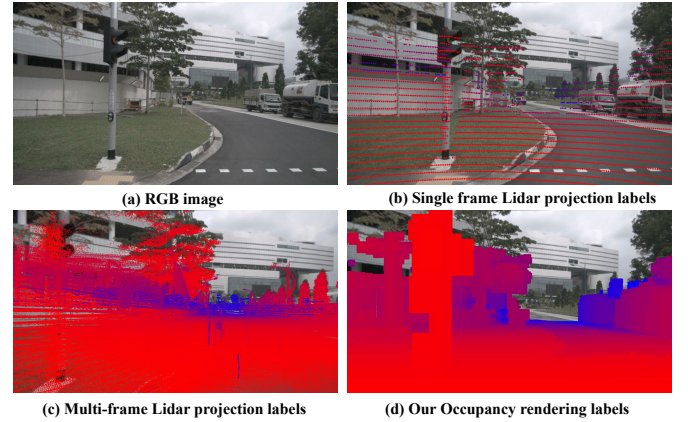 (a) RGB image
(b) Single frame Lidar projection labels
(c) Multi-frame Lidar projection labels
(d) Our Occupancy rendering labels